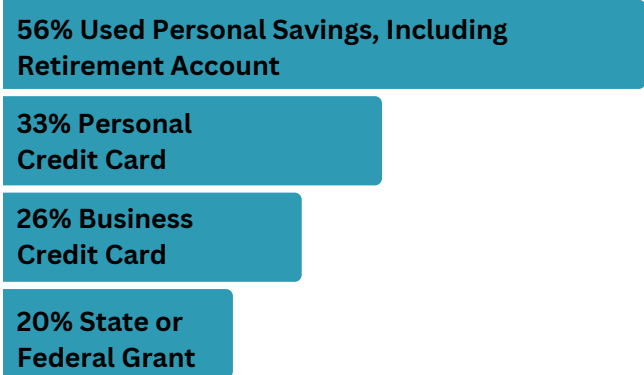 56% Used Personal Savings, Including
Retirement Account
33% Personal
Credit Card
26% Business
Credit Card
20% State or
Federal Grant